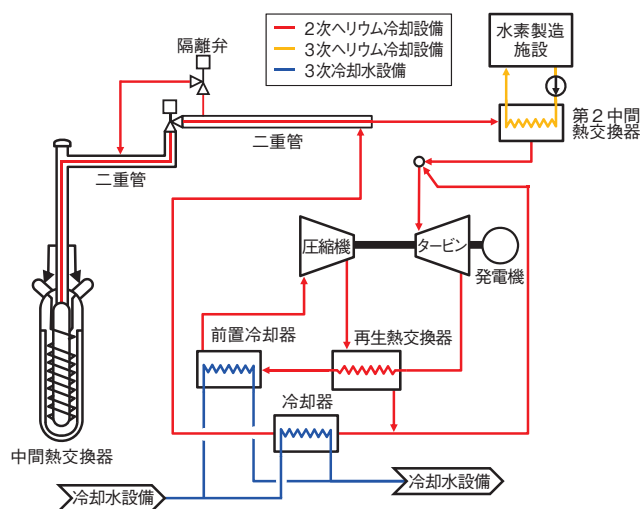 隔離弁
2次ヘリウム冷却設備
3次ヘリウム冷却設備
3次冷却水設備
水素製造
施設
二重管
第2中間
熱交換器
二重管
圧縮機
タービン
発電機
前置冷却器
再生熱交換器
冷却器
中間熱交換器
冷却水設備
冷却水設備